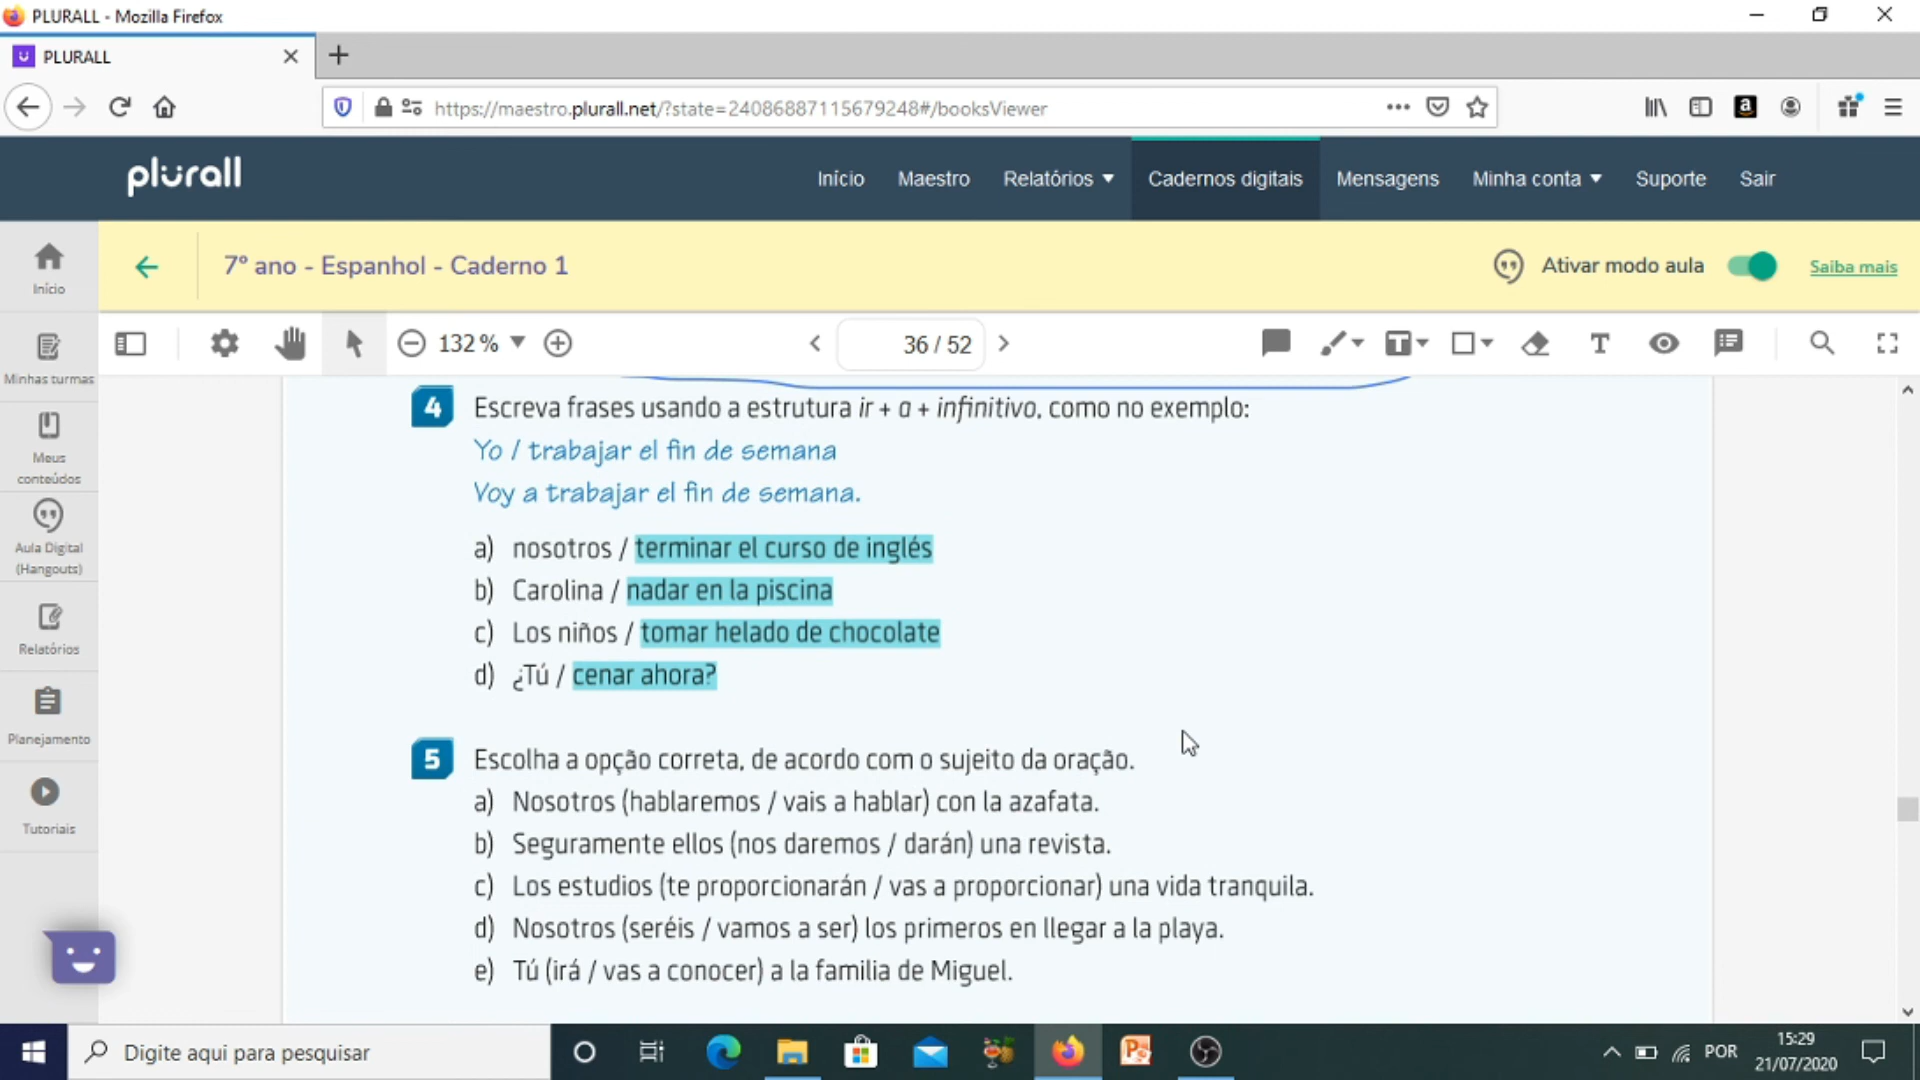 PLURALL - Mozilla Firefox
PLURALL
https://maestro.plurall.net/?state=24086887115679248#/booksViewer
plurall
Início Maestro Relatórios Cadernos digitais Mensagens Minha conta Suporte Sair
Início
7º ano - Espanhol - Caderno 1
Ativar modo aula
Saiba mais
132 %
36 / 52
Minhas turmas
Meus conteúdos
Aula Digital (Hangouts)
Relatórios
Planejamento
Tutoriais
4 Escreva frases usando a estrutura ir + a + infinitivo, como no exemplo:
Yo / trabajar el fin de semana
Voy a trabajar el fin de semana.
a) nosotros / terminar el curso de inglés
b) Carolina / nadar en la piscina
c) Los niños / tomar helado de chocolate
d) ¿Tú / cenar ahora?
5 Escolha a opção correta, de acordo com o sujeito da oração.
a) Nosotros (hablaremos / vais a hablar) con la azafata.
b) Seguramente ellos (nos daremos / darán) una revista.
c) Los estudios (te proporcionarán / vas a proporcionar) una vida tranquila.
d) Nosotros (seréis / vamos a ser) los primeros en llegar a la playa.
e) Tú (irá / vas a conocer) a la familia de Miguel.
Digite aqui para pesquisar
POR
15:29
21/07/2020